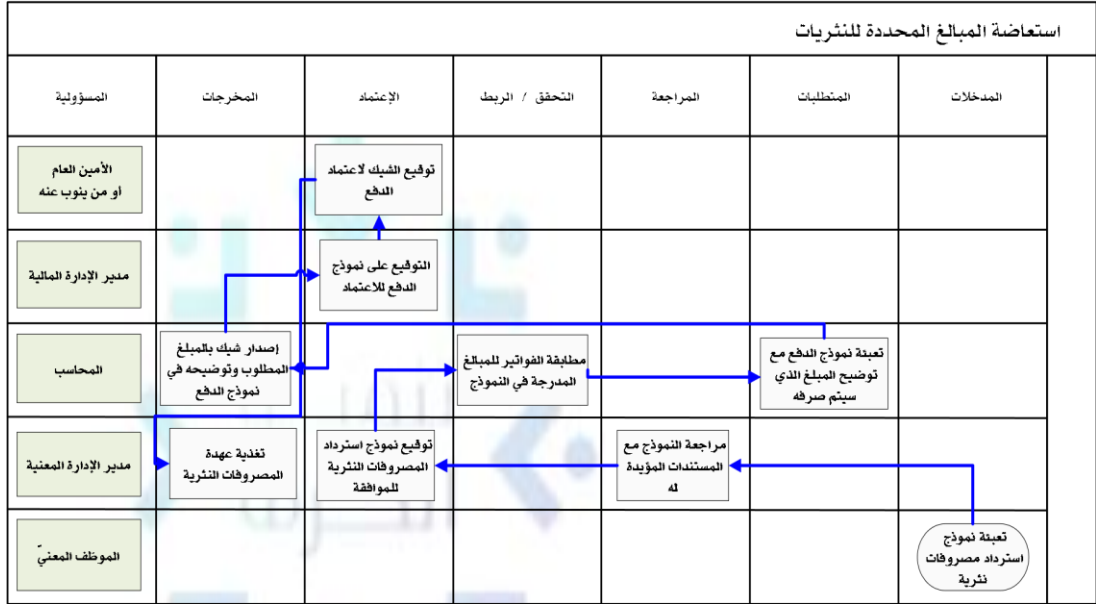 استعاضة المبالغ المحددة للنثريات
المدخلات
المتطلبات
المراجعة
التحقق / الربط
الإعتماد
المخرجات
المسؤولية
توقيع الشيك لاعتماد
الدفع
الأمين العام
او من ينوب عنه
التوقيع على نموذج
الدفع للاعتماد
مدير الإدارة المالية
تعبئة نموذج الدفع مع
توضيح المبلغ الذي
سيتم صرفه
مطابقة الفواتير للمبالغ
المدرجة في النموذج
إصدار شيك بالمبلغ
المطلوب وتوضيحه في
نموذج الدفع
المحاسب
مراجعة النموذج مع
المستندات المؤيدة
له
توقيع نموذج استرداد
المصروفات النثرية
للموافقة
تغذية عهدة
المصروفات النثرية
مدير الإدارة المعنية
تعبئة نموذج
استرداد مصروفات
نثرية
الموظف المعنيّ